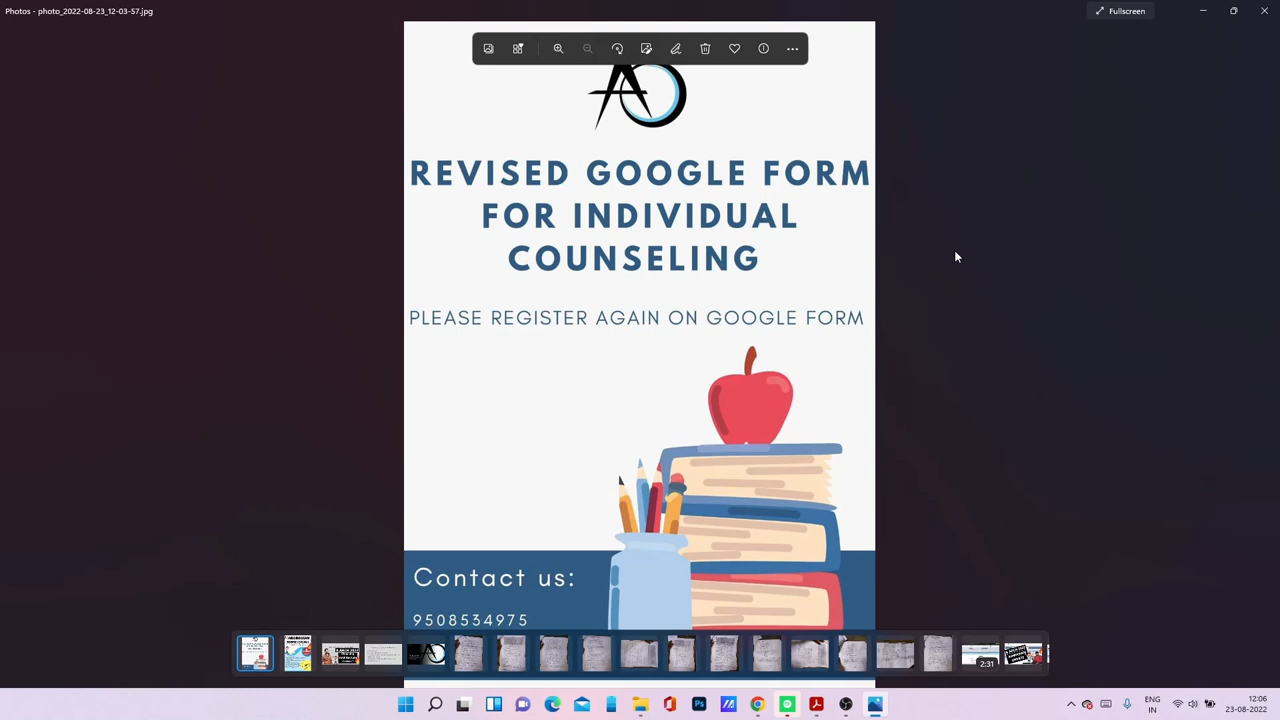 Photos - photo_2022-08-23_12-03-57.jpg
Fullscreen
REVISED GOOGLE FORM
FOR INDIVIDUAL
COUNSELING
PLEASE REGISTER AGAIN ON GOOGLE FORM
Contact us:
9508534975
2:31
ENG
IN
12:06
23-08-2022